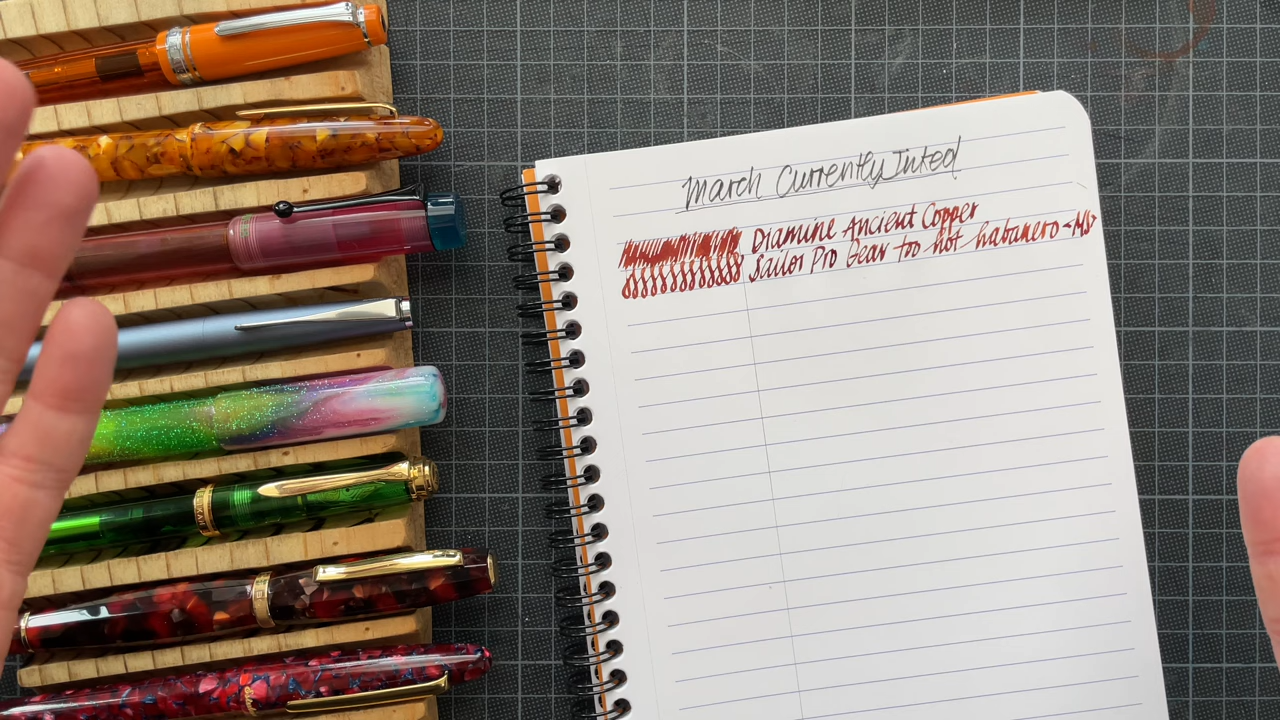 March Currently Inked
Diamine Ancient Copper
Sailor Pro Gear too hot habanero -MS>